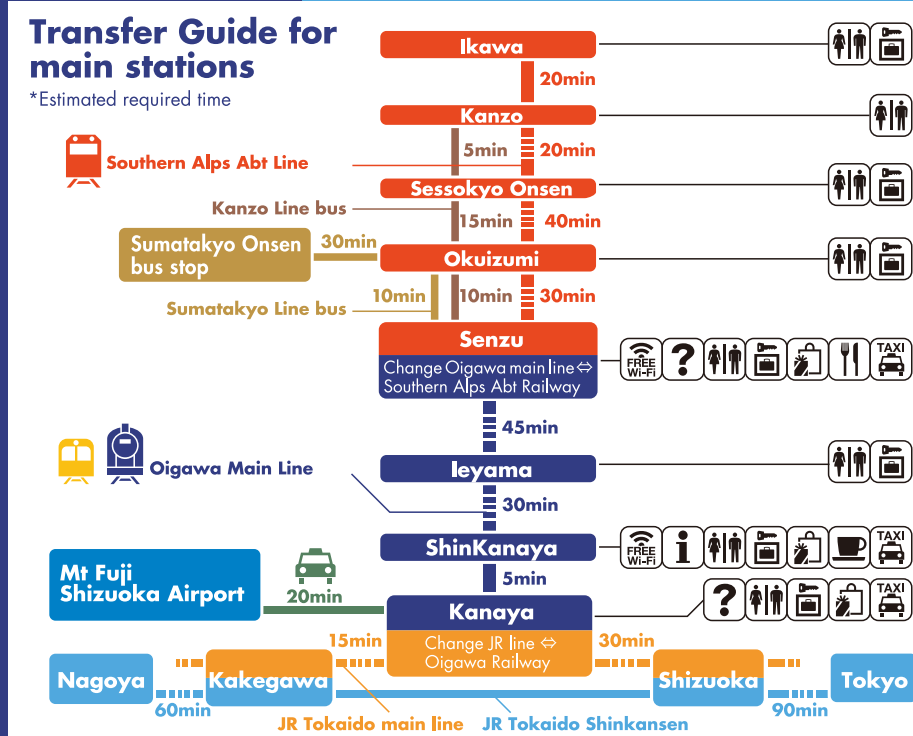 Transfer Guide for
main stations
*Estimated required time
Ikawa
20min
Kanzo
5min
20min
Southern Alps Abt Line
Sessokyo Onsen
Kanzo Line bus
15min
40min
Sumatakyo Onsen
bus stop
30min
Okuizumi
10min
10min
30min
Sumatakyo Line bus
Senzu
Change Oigawa main line ⇔
Southern Alps Abt Railway
FREE
Wi-Fi
?
TAXI
45min
Oigawa Main Line
Ieyama
30min
ShinKanaya
FREE
Wi-Fi
i
TAXI
5min
Mt Fuji
Shizuoka Airport
20min
Kanaya
?
TAXI
Change JR line ⇔
Oigawa Railway
15min
30min
Nagoya
Kakegawa
Shizuoka
Tokyo
60min
90min
JR Tokaido main line
JR Tokaido Shinkansen